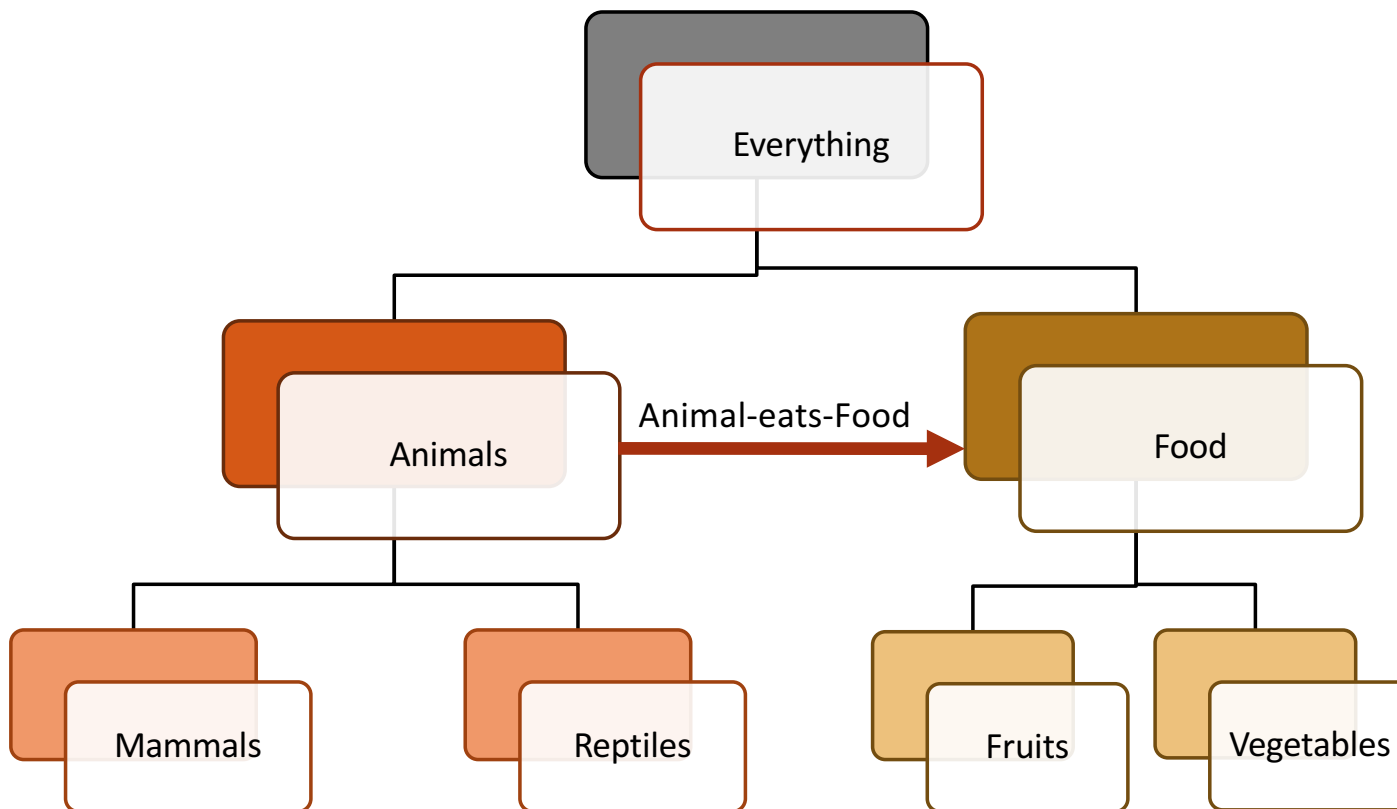 Everything
Animal-eats-Food
Animals
Food
Mammals
Reptiles
Fruits
Vegetables